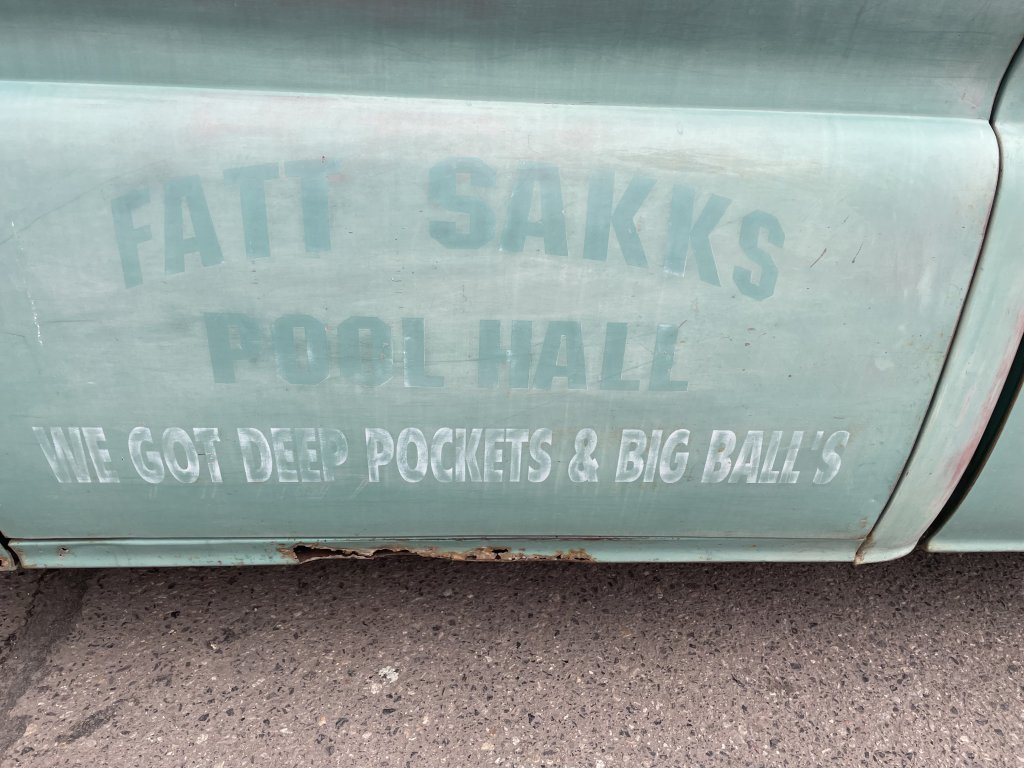 FATT SAKKS
POOL HALL
WE GOT DEEP POCKETS & BIG BALL'S